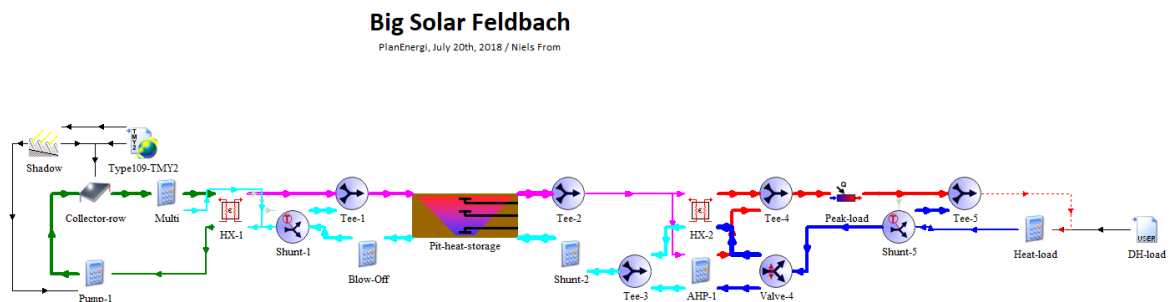 Big Solar Feldbach
PlanEnergi, July 20th, 2018 / Niels From
TMY2
Shadow
Type109-TMY2
Collector-row
Multi
HX-1
Shunt-1
Tee-1
Pit-heat-storage
Tee-2
HX-2
Tee-4
Q
Peak-load
Tee-5
Shunt-5
Heat-load
USER
DH-load
Pump-1
Blow-Off
Shunt-2
Tee-3
AHP-1
Valve-4